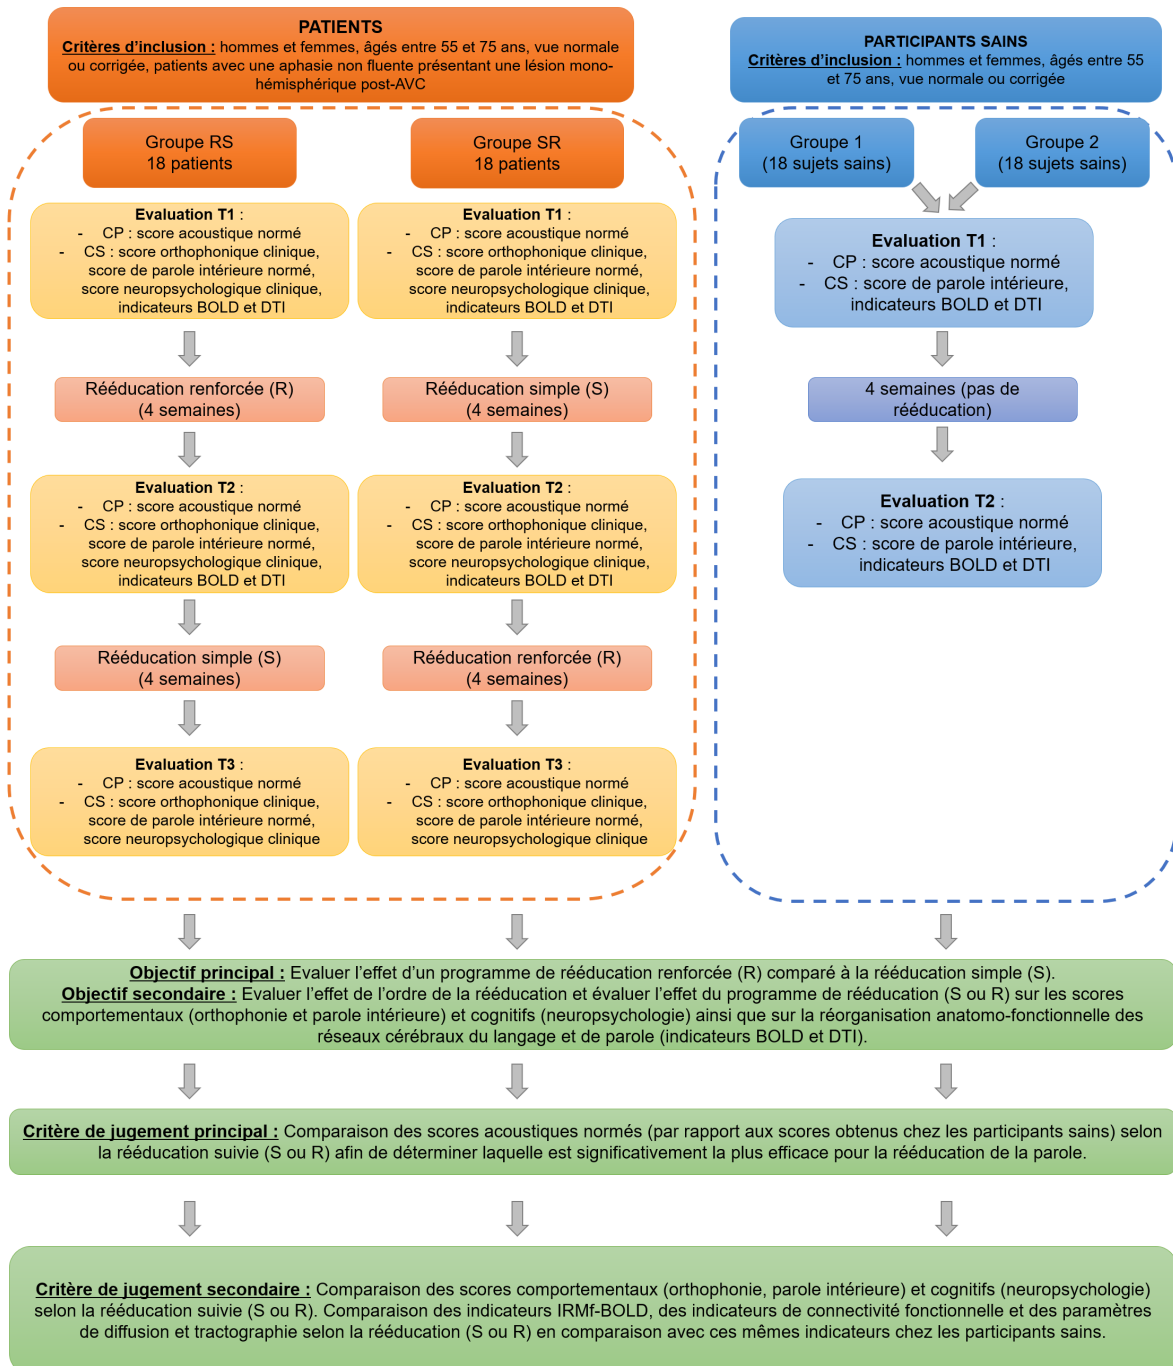 PATIENTS
Critères d’inclusion : hommes et femmes, âgés entre 55 et 75 ans, vue normale
ou corrigée, patients avec une aphasie non fluente présentant une lésion mono-
hémisphérique post-AVC
PARTICIPANTS SAINS
Critères d’inclusion : hommes et femmes, âgés entre 55
et 75 ans, vue normale ou corrigée
Groupe RS
18 patients
Groupe SR
18 patients
Groupe 1
(18 sujets sains)
Groupe 2
(18 sujets sains)
Evaluation T1 :
- CP : score acoustique normé
- CS : score orthophonique clinique,
score de parole intérieure normé,
score neuropsychologique clinique,
indicateurs BOLD et DTI
Evaluation T1 :
- CP : score acoustique normé
- CS : score orthophonique clinique,
score de parole intérieure normé,
score neuropsychologique clinique,
indicateurs BOLD et DTI
Evaluation T1 :
- CP : score acoustique normé
- CS : score de parole intérieure,
indicateurs BOLD et DTI
Rééducation renforcée (R)
(4 semaines)
Rééducation simple (S)
(4 semaines)
4 semaines (pas de
rééducation)
Evaluation T2 :
- CP : score acoustique normé
- CS : score orthophonique clinique,
score de parole intérieure normé,
score neuropsychologique clinique,
indicateurs BOLD et DTI
Evaluation T2 :
- CP : score acoustique normé
- CS : score orthophonique clinique,
score de parole intérieure normé,
score neuropsychologique clinique,
indicateurs BOLD et DTI
Evaluation T2 :
- CP : score acoustique normé
- CS : score de parole intérieure,
indicateurs BOLD et DTI
Rééducation simple (S)
(4 semaines)
Rééducation renforcée (R)
(4 semaines)
Evaluation T3 :
- CP : score acoustique normé
- CS : score orthophonique clinique,
score de parole intérieure normé,
score neuropsychologique clinique
Evaluation T3 :
- CP : score acoustique normé
- CS : score orthophonique clinique,
score de parole intérieure normé,
score neuropsychologique clinique
Objectif principal : Evaluer l’effet d’un programme de rééducation renforcée (R) comparé à la rééducation simple (S).
Objectif secondaire : Evaluer l’effet de l’ordre de la rééducation et évaluer l’effet du programme de rééducation (S ou R) sur les scores
comportementaux (orthophonie et parole intérieure) et cognitifs (neuropsychologie) ainsi que sur la réorganisation anatomo-fonctionnelle des
réseaux cérébraux du langage et de parole (indicateurs BOLD et DTI).
Critère de jugement principal : Comparaison des scores acoustiques normés (par rapport aux scores obtenus chez les participants sains) selon
la rééducation suivie (S ou R) afin de déterminer laquelle est significativement la plus efficace pour la rééducation de la parole.
Critère de jugement secondaire : Comparaison des scores comportementaux (orthophonie, parole intérieure) et cognitifs (neuropsychologie)
selon la rééducation suivie (S ou R). Comparaison des indicateurs IRMf-BOLD, des indicateurs de connectivité fonctionnelle et des paramètres
de diffusion et tractographie selon la rééducation (S ou R) en comparaison avec ces mêmes indicateurs chez les participants sains.